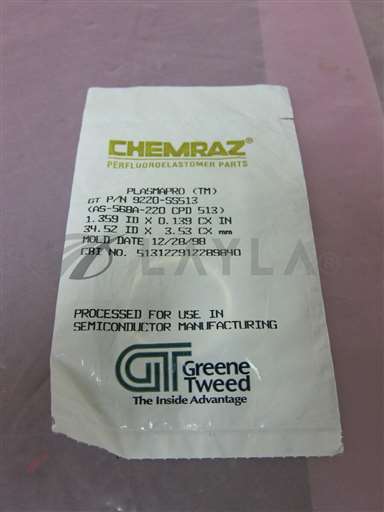 CHEMRAZ®
PERFLUOROELASTOMER PARTS
PLASMAPRO (TM)
GT P/N 9220-SS513
(AS-568A-220 CPD 513)
1.359 ID X 0.139 CX IN
34.52 ID X 3.53 CX mm
MOLD DATE 12/28/98
CRI NO.
LAYLA
PROCESSED FOR USE IN
SEMICONDUCTOR MANUFACTURING
GT Greene
Tweed
The Inside Advantage